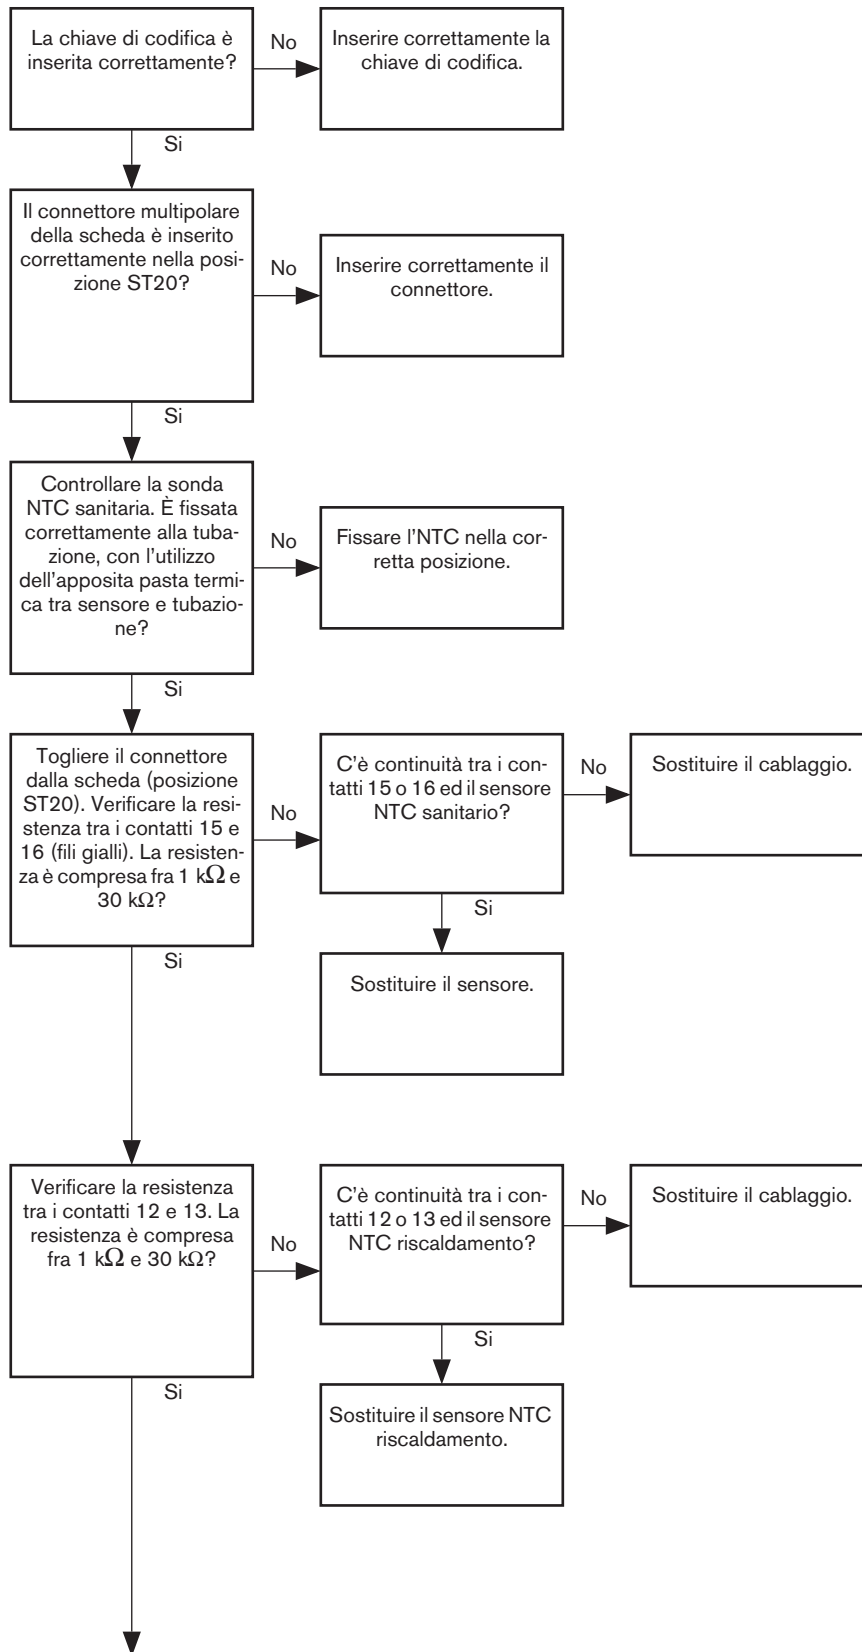 La chiave di codifica è
inserita correttamente?
No
Inserire correttamente la
chiave di codifica.
Si
Il connettore multipolare
della scheda è inserito
correttamente nella posi-
zione ST20?
No
Inserire correttamente il
connettore.
Si
Controllare la sonda
NTC sanitaria. È fissata
correttamente alla tuba-
zione, con l'utilizzo
dell'apposita pasta termi-
ca tra sensore e tubazio-
ne?
No
Fissare l'NTC nella cor-
retta posizione.
Si
Togliere il connettore
dalla scheda (posizione
ST20). Verificare la resi-
stenza tra i contatti 15 e
16 (fili gialli). La resisten-
za è compresa fra 1 kΩ e
30 kΩ?
No
C'è continuità tra i con-
tatti 15 o 16 ed il sensore
NTC sanitario?
No
Sostituire il cablaggio.
Si
Sostituire il sensore.
Si
Verificare la resistenza
tra i contatti 12 e 13. La
resistenza è compresa
fra 1 kΩ e 30 kΩ?
No
C'è continuità tra i con-
tatti 12 o 13 ed il sensore
NTC riscaldamento?
No
Sostituire il cablaggio.
Si
Sostituire il sensore NTC
riscaldamento.
Si